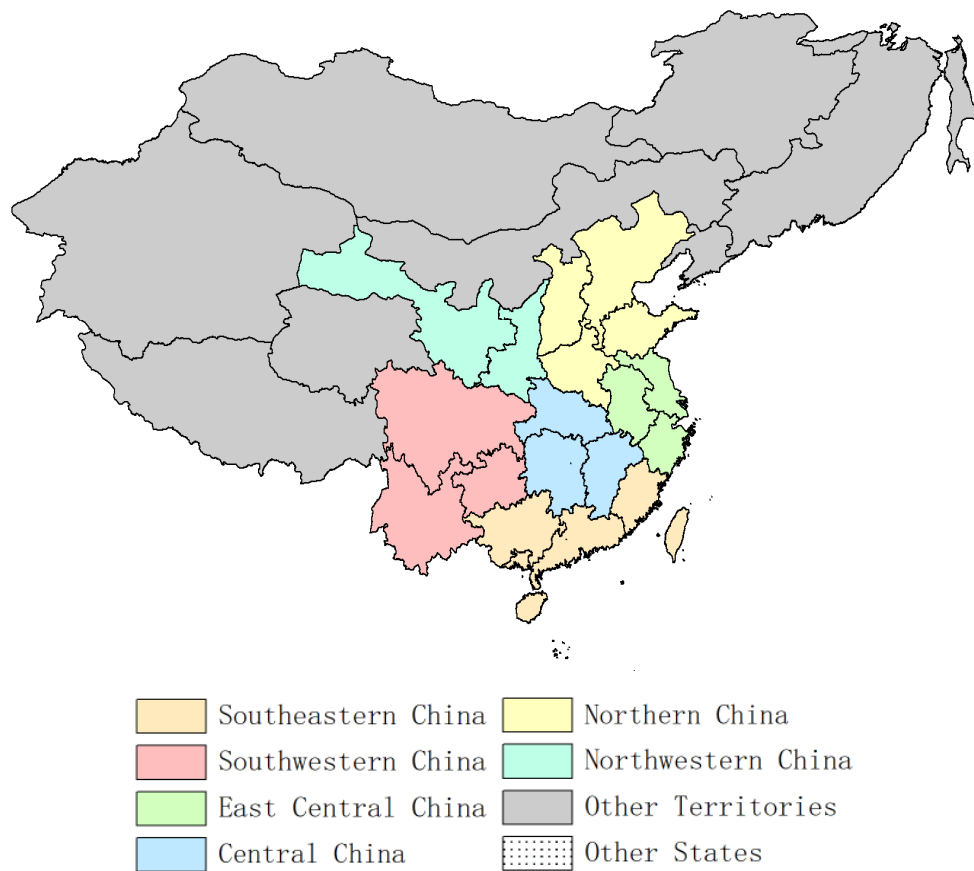 Southeastern China
Northern China
Southwestern China
Northwestern China
East Central China
Other Territories
Central China
Other States